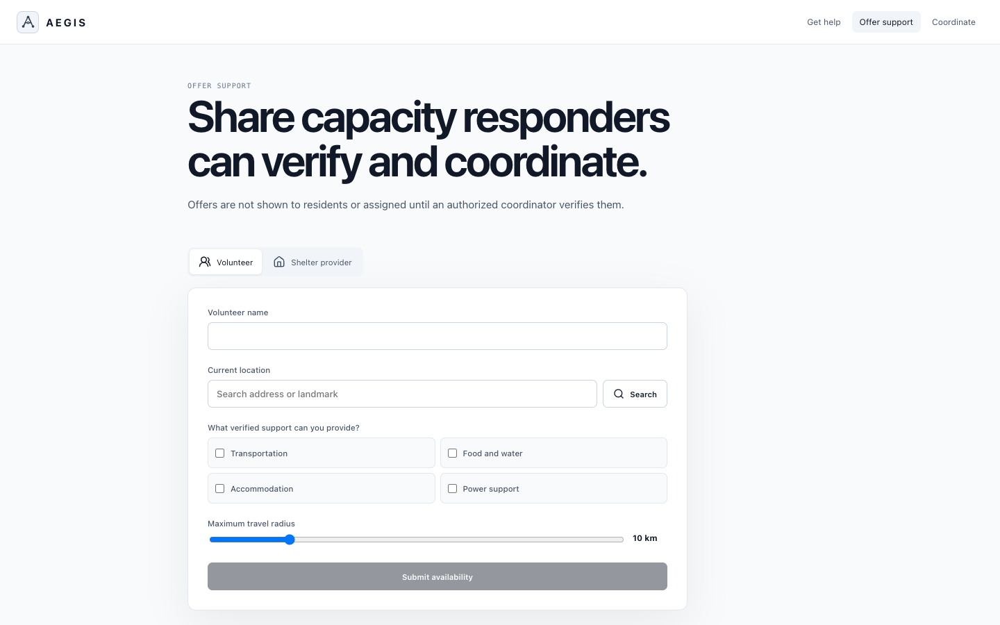 AEGIS
Get help
Offer support
Coordinate
OFFER SUPPORT
Share capacity responders
can verify and coordinate.
Offers are not shown to residents or assigned until an authorized coordinator verifies them.
Volunteer
Shelter provider
Volunteer name
Current location
Search address or landmark
Search
What verified support can you provide?
Transportation
Food and water
Accommodation
Power support
Maximum travel radius
10 km
Submit availability